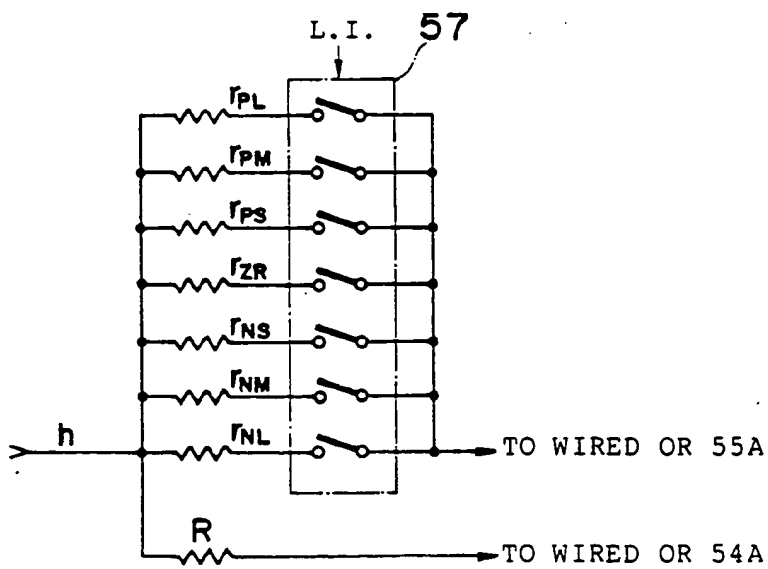 L.I. 57
rPL
rPM
rPS
rZR
rNS
rNM
h rNL TO WIRED OR 55A
R TO WIRED OR 54A